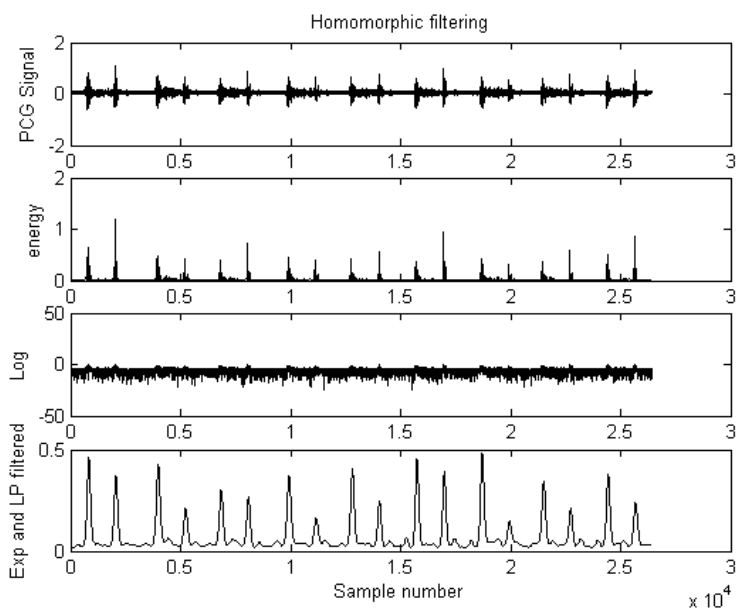 Homomorphic filtering
PCG Signal
2
0
-2
0 0.5 1 1.5 2 2.5 3
energy
2
1
0
0 0.5 1 1.5 2 2.5 3
Log
50
0
-50
0 0.5 1 1.5 2 2.5 3
Exp and LP filtered
0.5
0
0 0.5 1 1.5 2 2.5 3
Sample number
x 10^4